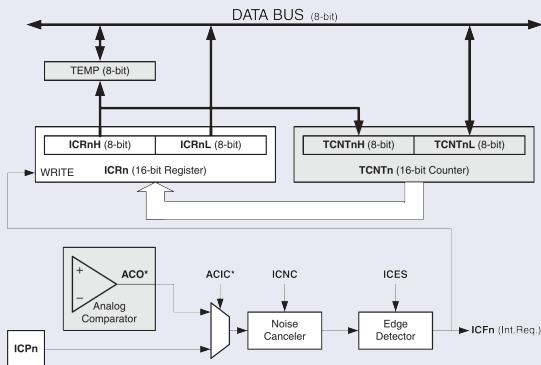 DATA BUS (8-bit)
TEMP (8-bit)
ICRnH (8-bit) ICRnL (8-bit)
TCNTnH (8-bit) TCNTnL (8-bit)
WRITE
ICRn (16-bit Register)
TCNTn (16-bit Counter)
+
−
ACO*
Analog
Comparator
ACIC*
ICNC
ICES
Noise
Canceler
Edge
Detector
ICFn (Int.Req.)
ICPn